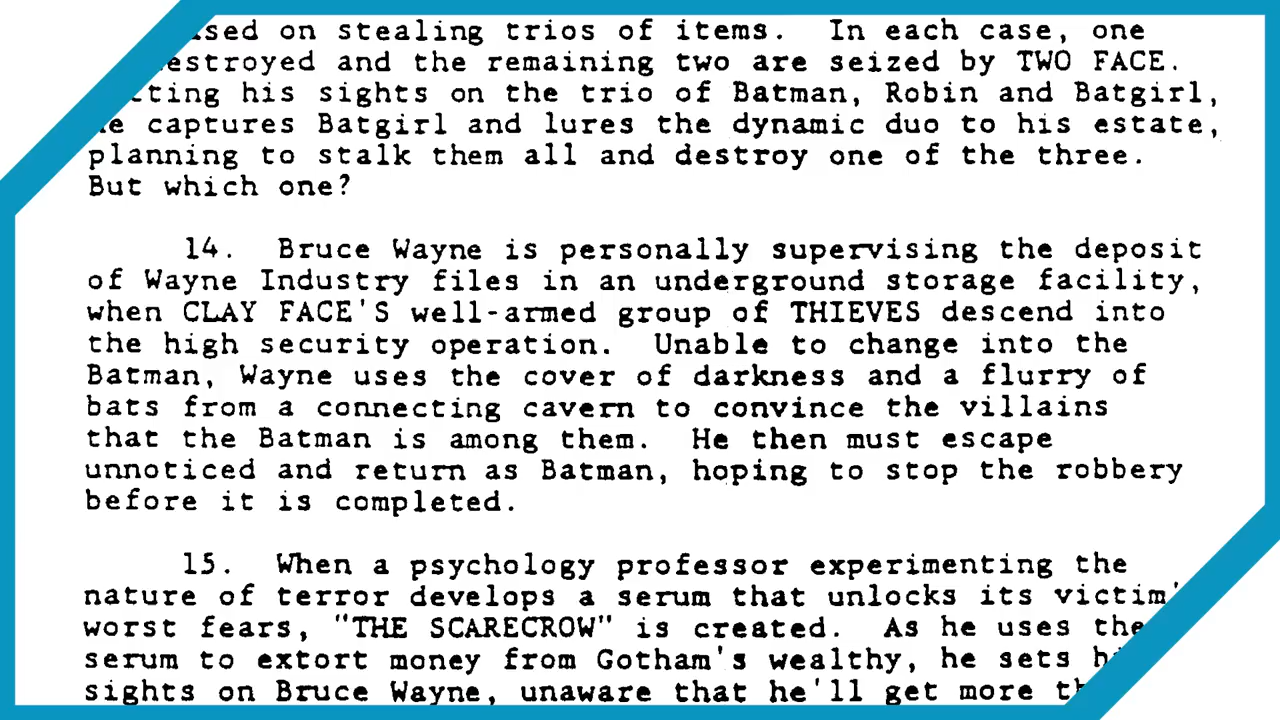 sed on stealing trios of items. In each case, one
estroyed and the remaining two are seized by TWO FACE.
tting his sights on the trio of Batman, Robin and Batgirl,
e captures Batgirl and lures the dynamic duo to his estate,
planning to stalk them all and destroy one of the three.
But which one?
14. Bruce Wayne is personally supervising the deposit
of Wayne Industry files in an underground storage facility,
when CLAY FACE'S well-armed group of THIEVES descend into
the high security operation. Unable to change into the
Batman, Wayne uses the cover of darkness and a flurry of
bats from a connecting cavern to convince the villains
that the Batman is among them. He then must escape
unnoticed and return as Batman, hoping to stop the robbery
before it is completed.
15. When a psychology professor experimenting the
nature of terror develops a serum that unlocks its victim'
worst fears, "THE SCARECROW" is created. As he uses the
serum to extort money from Gotham's wealthy, he sets h
sights on Bruce Wayne, unaware that he'll get more th